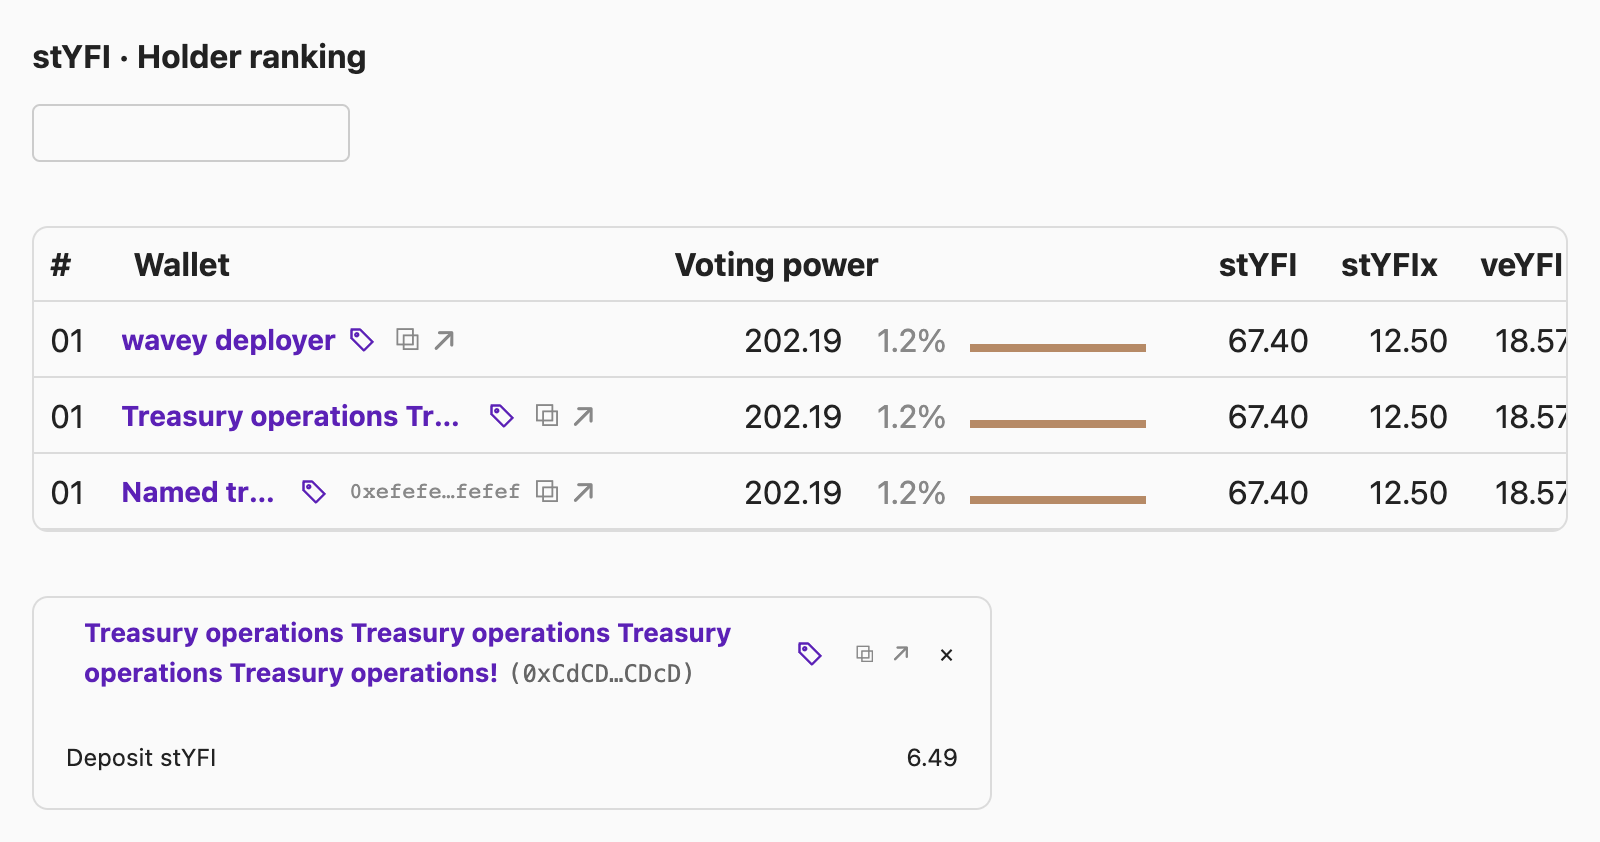 stYFI · Holder ranking
# Wallet Voting power stYFI stYFIx veYFI
01 wavey deployer 202.19 1.2% 67.40 12.50 18.57
01 Treasury operations Tr... 202.19 1.2% 67.40 12.50 18.57
01 Named tr... 0xefefe…fefef 202.19 1.2% 67.40 12.50 18.57
Treasury operations Treasury operations Treasury
operations Treasury operations! (0xCdCD…CDcD)
Deposit stYFI 6.49